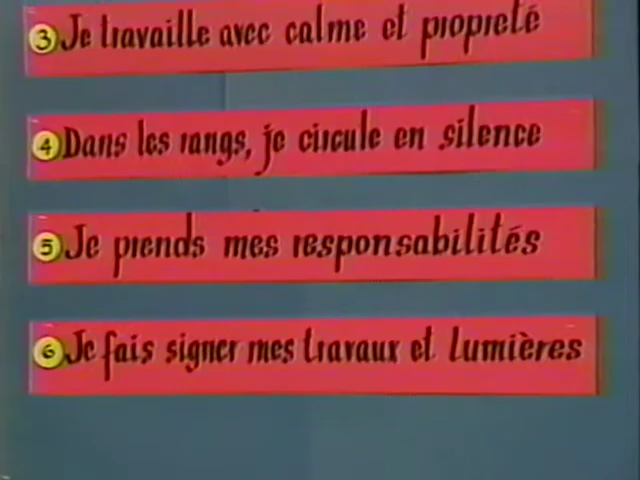 3 Je travaille avec calme et propreté
4 Dans les rangs, je circule en silence
5 Je prends mes responsabilités
6 Je fais signer mes travaux et lumières